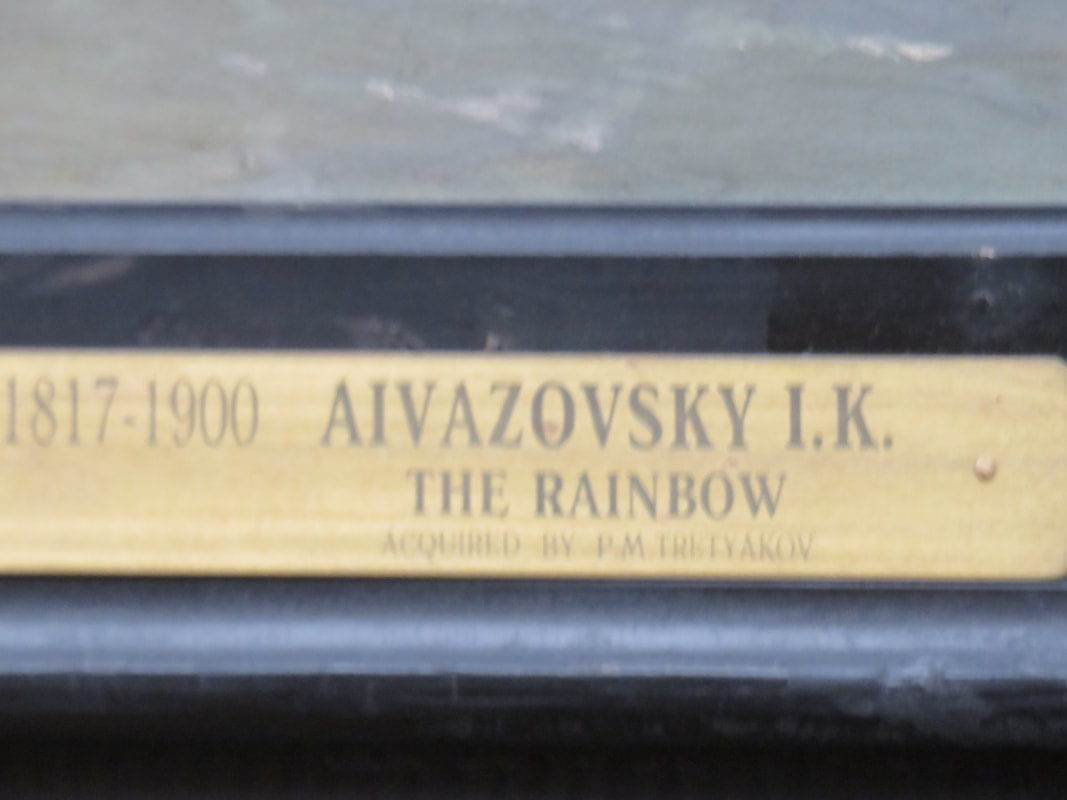 1817-1900 AIVAZOVSKY I.K.
THE RAINBOW
ACQUIRED BY P.M.TRETYAKOV